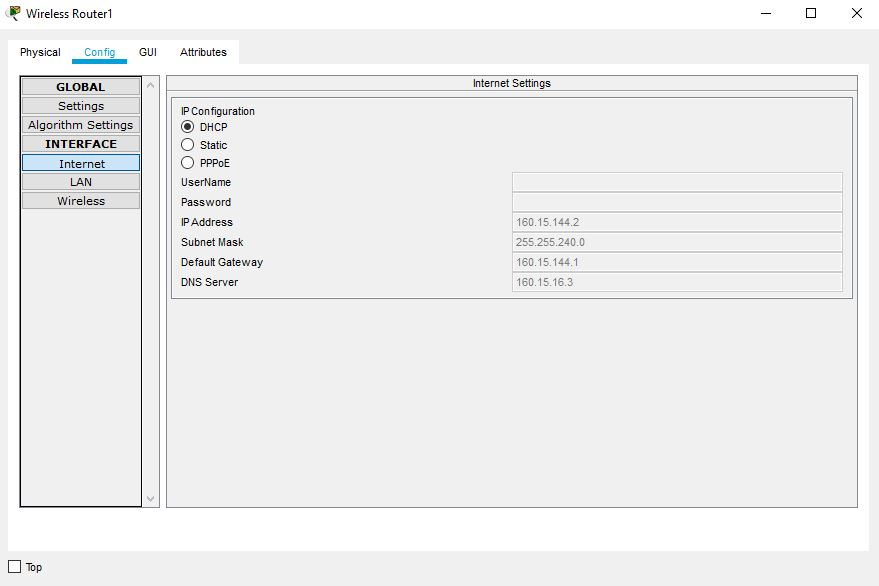 Wireless Router1
Physical Config GUI Attributes
GLOBAL
Settings
Algorithm Settings
INTERFACE
Internet
LAN
Wireless
Internet Settings
IP Configuration
DHCP
Static
PPPoE
UserName
Password
IP Address 160.15.144.2
Subnet Mask 255.255.240.0
Default Gateway 160.15.144.1
DNS Server 160.15.16.3
Top